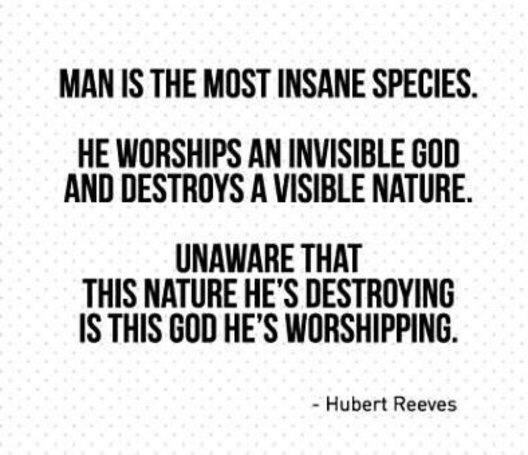 MAN IS THE MOST INSANE SPECIES.
HE WORSHIPS AN INVISIBLE GOD
AND DESTROYS A VISIBLE NATURE.
UNAWARE THAT
THIS NATURE HE'S DESTROYING
IS THIS GOD HE'S WORSHIPPING.
- Hubert Reeves